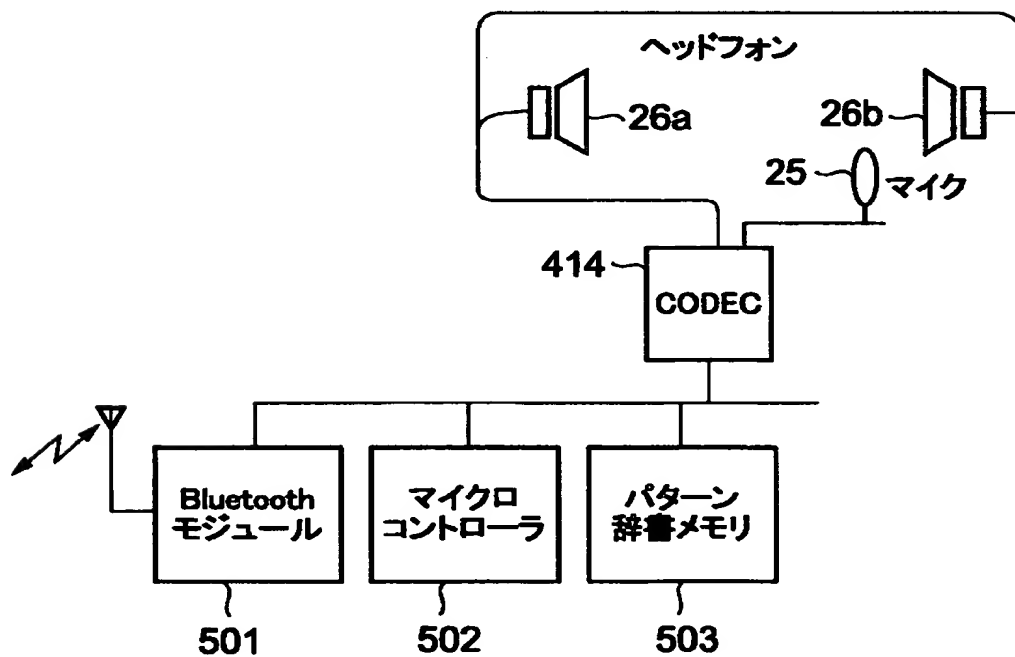 ヘッドフォン
26a
26b
25
マイク
414
CODEC
Bluetooth
モジュール
マイクロ
コントローラ
パターン
辞書メモリ
501
502
503